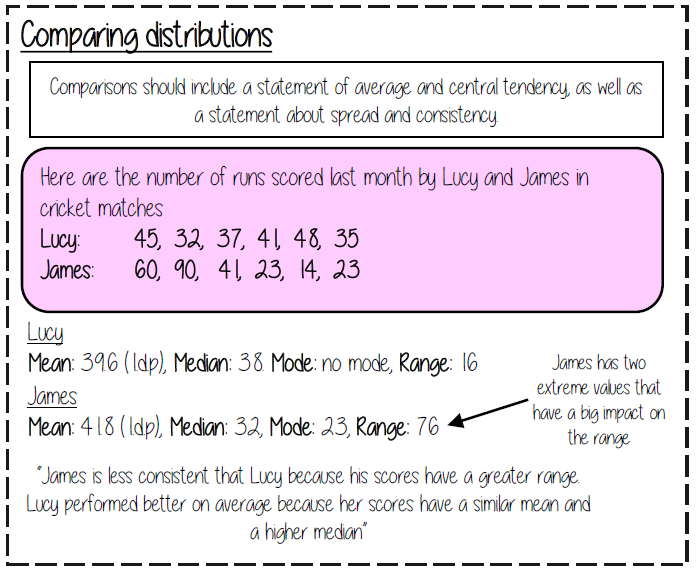 Comparing distributions
Comparisons should include a statement of average and central tendency, as well as
a statement about spread and consistency.
Here are the number of runs scored last month by Lucy and James in
cricket matches
Lucy: 45, 32, 37, 41, 48, 35
James: 60, 90, 41, 23, 14, 23
Lucy
Mean: 39.6 (1dp), Median: 38. Mode: no mode, Range: 16
James
Mean: 41.8 (1dp), Median: 32, Mode: 23, Range: 76
James has two
extreme values that
have a big impact on
the range
"James is less consistent that Lucy because his scores have a greater range.
Lucy performed better on average because her scores have a similar mean and
a higher median"